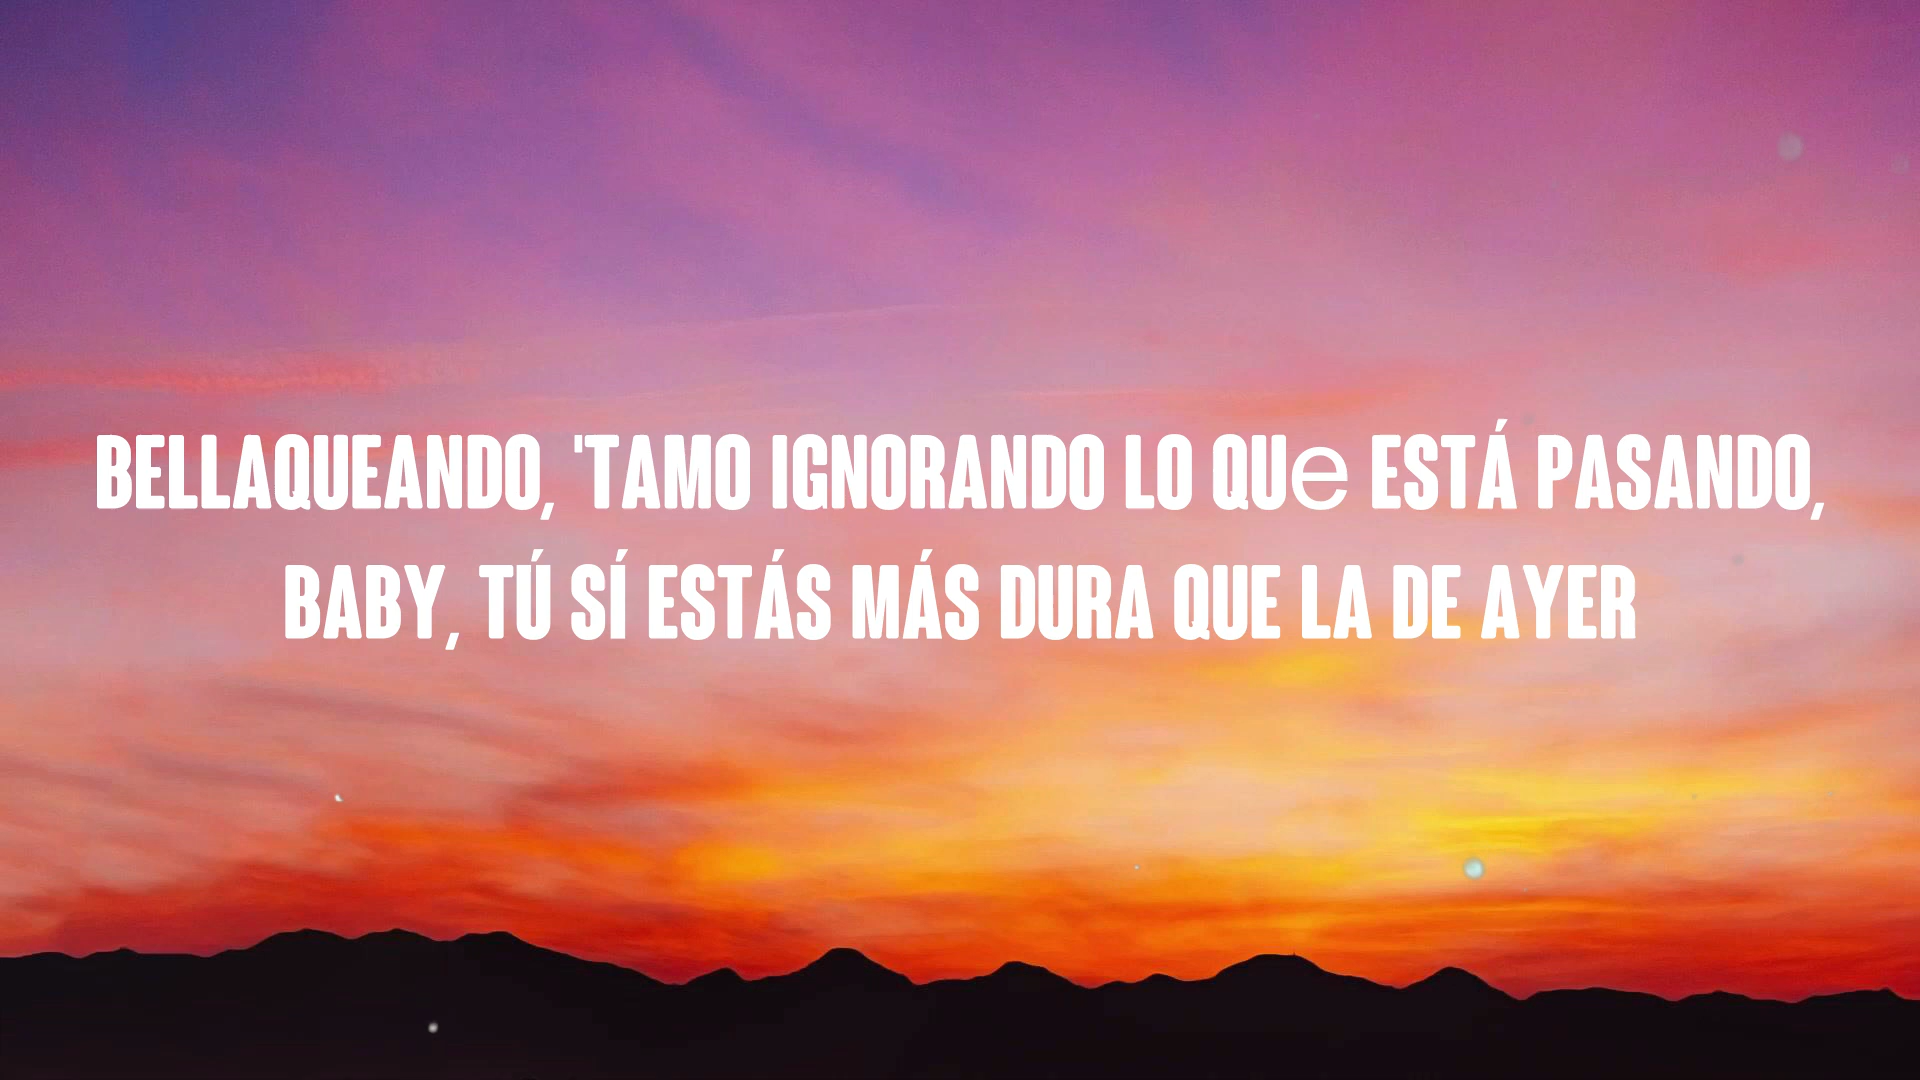 BELLAQUEANDO, 'TAMO IGNORANDO LO QUe ESTÁ PASANDO,
BABY, TÚ SÍ ESTÁS MÁS DURA QUE LA DE AYER